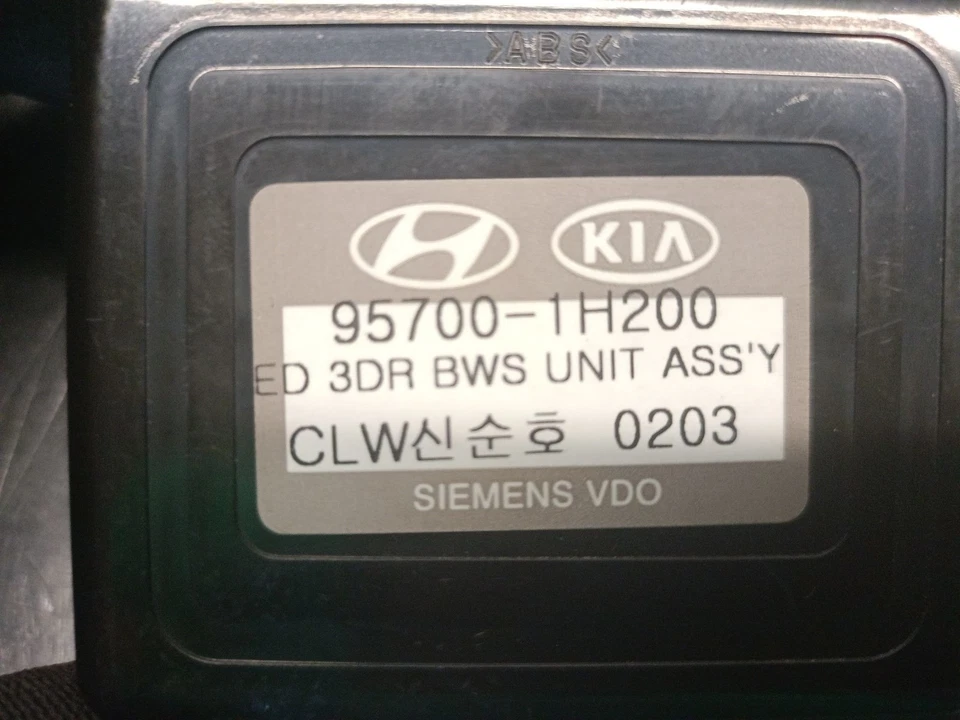 >ABS<
KIA
95700-1H200
ED 3DR BWS UNIT ASS'Y
CLW신순호 0203
SIEMENS VDO